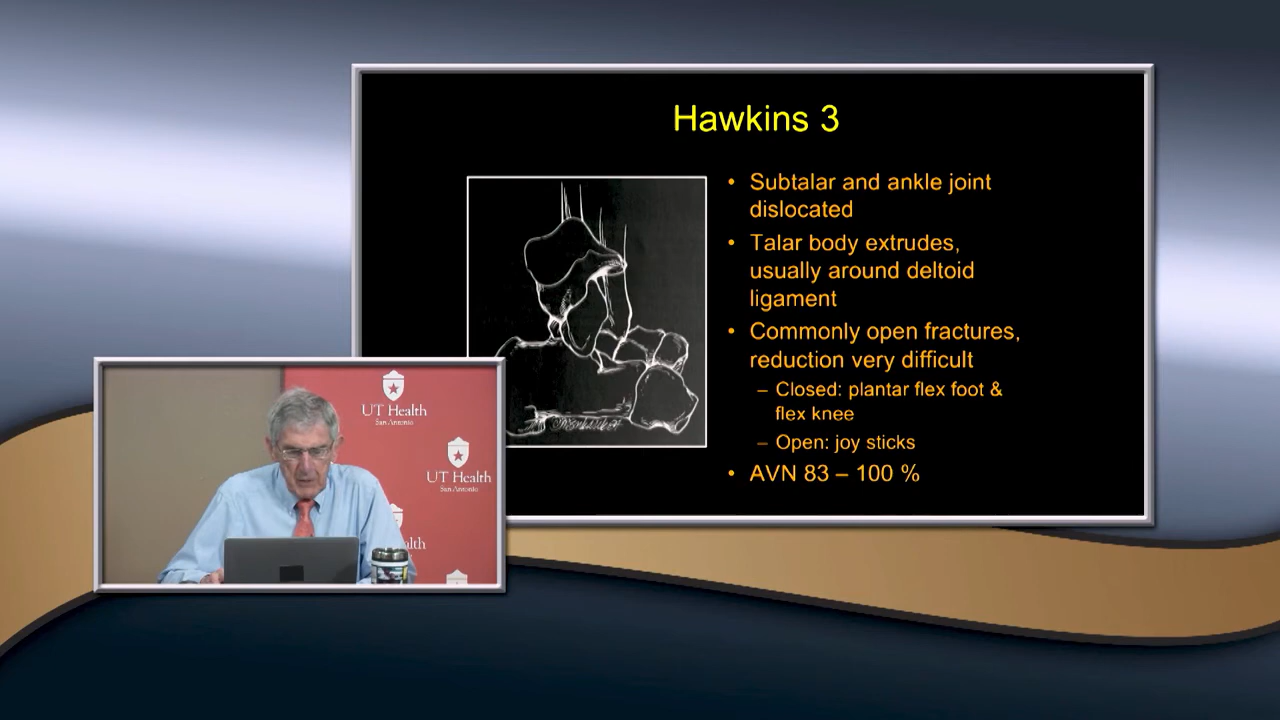 Hawkins 3
• Subtalar and ankle joint
dislocated
• Talar body extrudes,
usually around deltoid
ligament
• Commonly open fractures,
reduction very difficult
– Closed: plantar flex foot &
flex knee
– Open: joy sticks
• AVN 83 – 100 %
UT Health
San Antonio
UT Health
San Antonio
alth